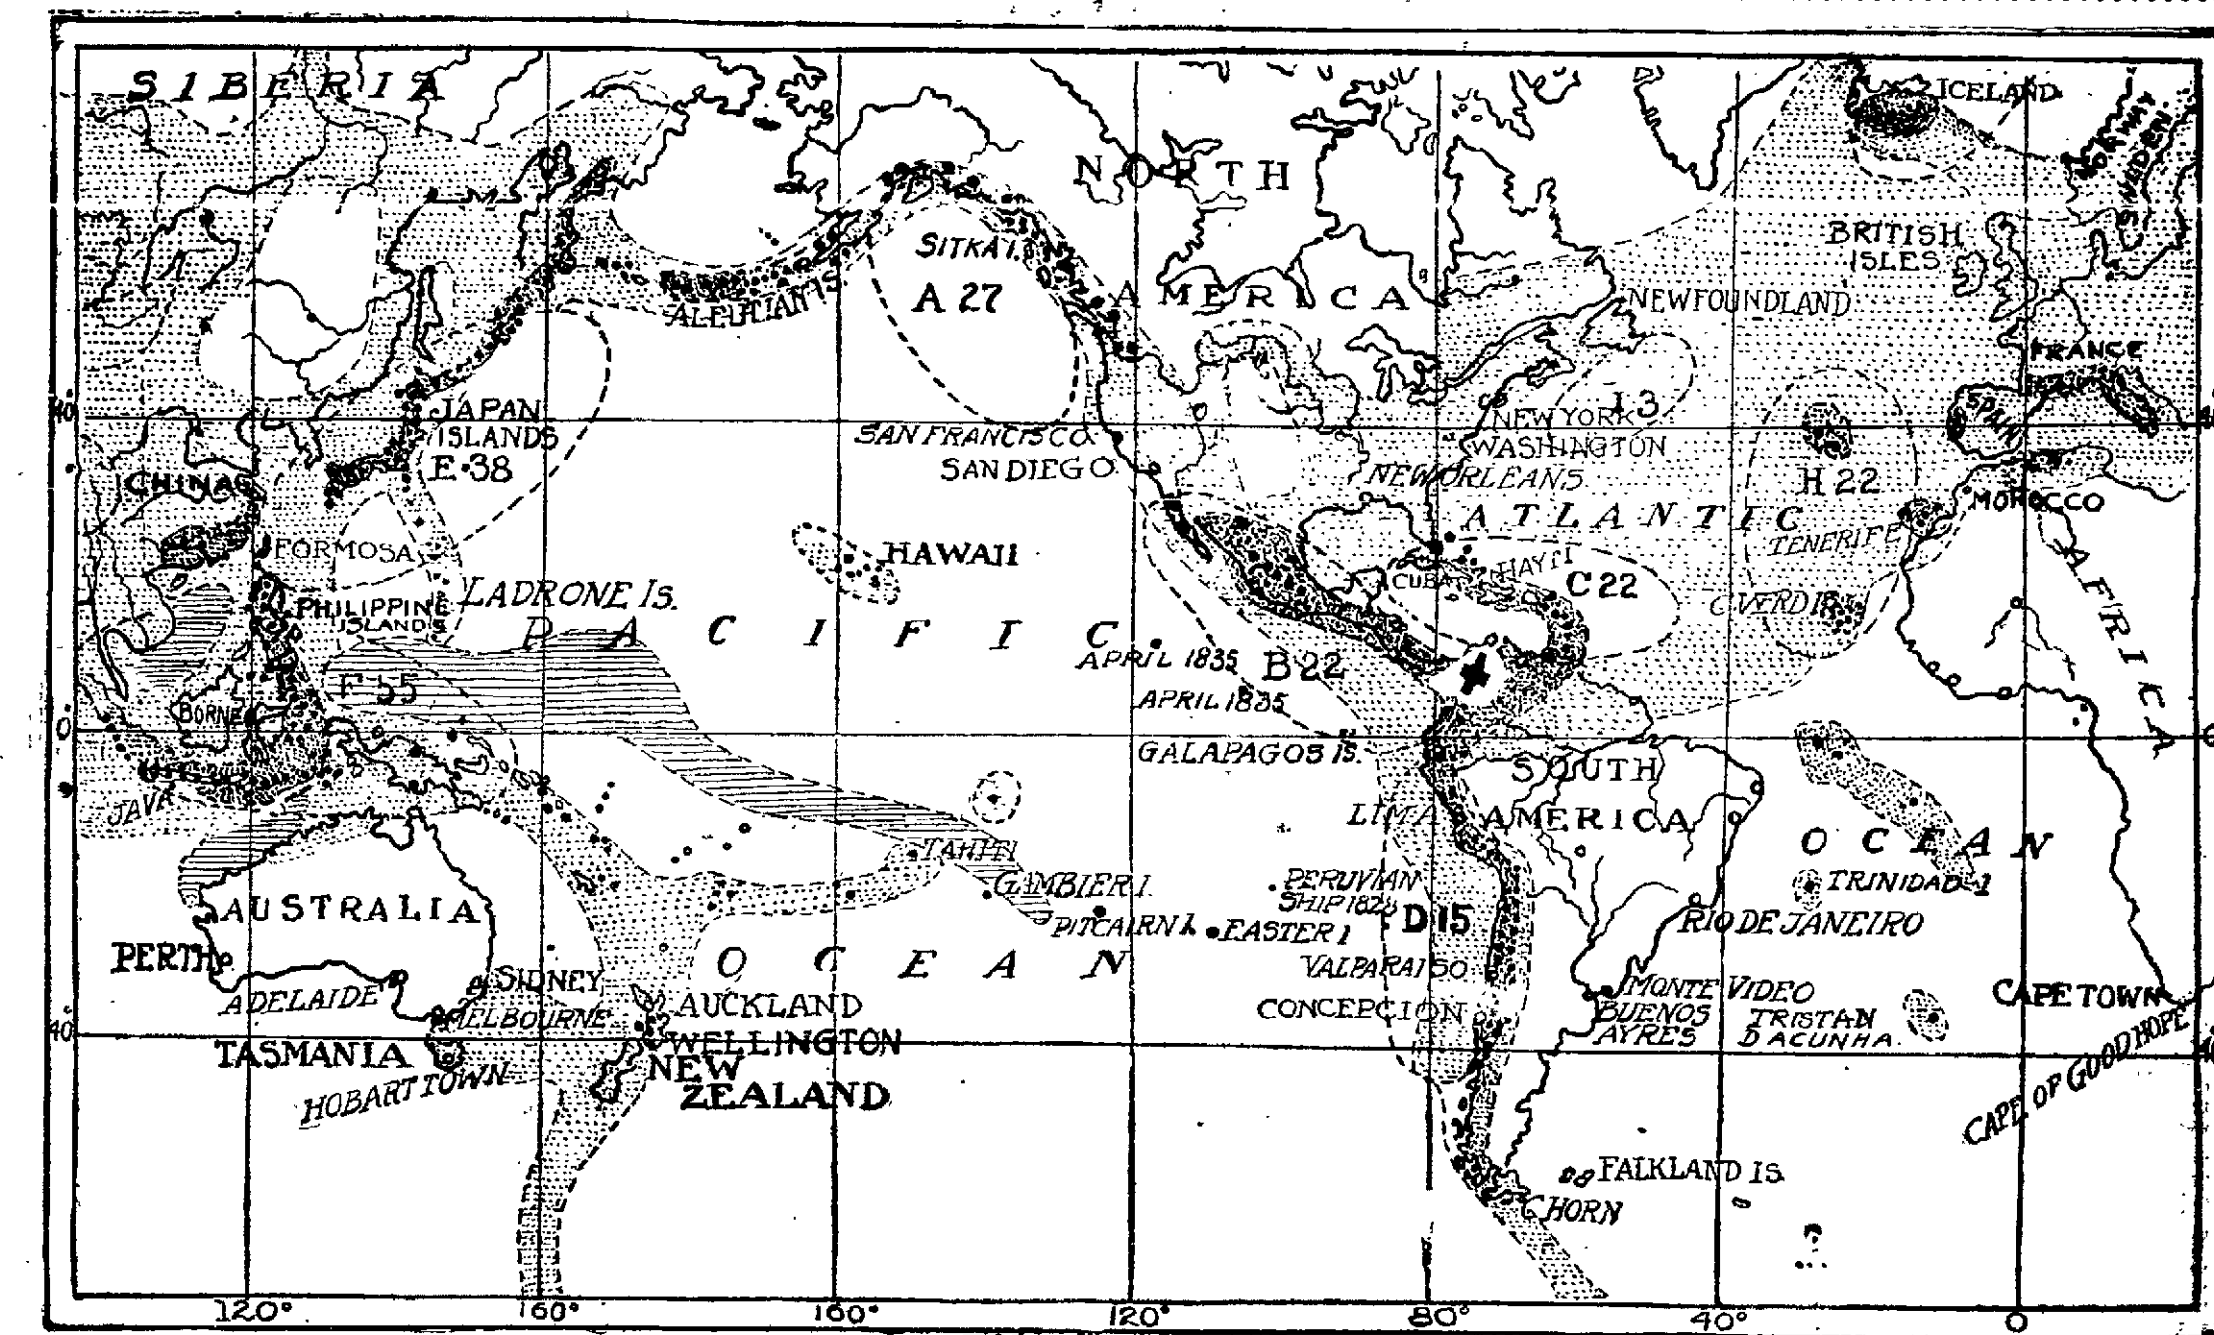 SIBERIA
ICELAND
NORWAY
SWEDEN.
NORTH
AMERICA
SITKA I.
A 27
ALEUTIAN IS
BRITISH
ISLES
NEWFOUNDLAND
FRANCE
SPAIN
40
JAPAN
ISLANDS
E.38
SAN FRANCISCO
SAN DIEGO
NEW YORK
WASHINGTON
NEW ORLEANS
I 3
H 22
ATLANTIC
MOROCCO
TENERIFE
CHINA
FORMOSA
HAWAII
CUBA
HAYTI
C 22
C VERD IS
AFRICA
PHILIPPINE
ISLANDS
LADRONE IS.
PACIFIC
APRIL 1835
B 22
APRIL 1835
GALAPAGOS IS.
BORNEO
0
0
JAVA
SOUTH
AMERICA
LIMA
OCEAN
TAHITI
GAMBIER I.
PITCAIRN I.
EASTER I
PERUVIAN
SHIP 1828
D 15
TRINIDAD I
RIO DE JANEIRO
AUSTRALIA
PERTH
ADELAIDE
SIDNEY
MELBOURNE
TASMANIA
HOBART TOWN
OCEAN
AUCKLAND
WELLINGTON
NEW
ZEALAND
VALPARAISO
CONCEPCION
MONTE VIDEO
BUENOS
AYRES
TRISTAN
DACUNHA.
CAPE TOWN
CAPE OF GOOD HOPE
40
FALKLAND IS.
C HORN
?
120° 160° 160° 120° 80° 40° 0